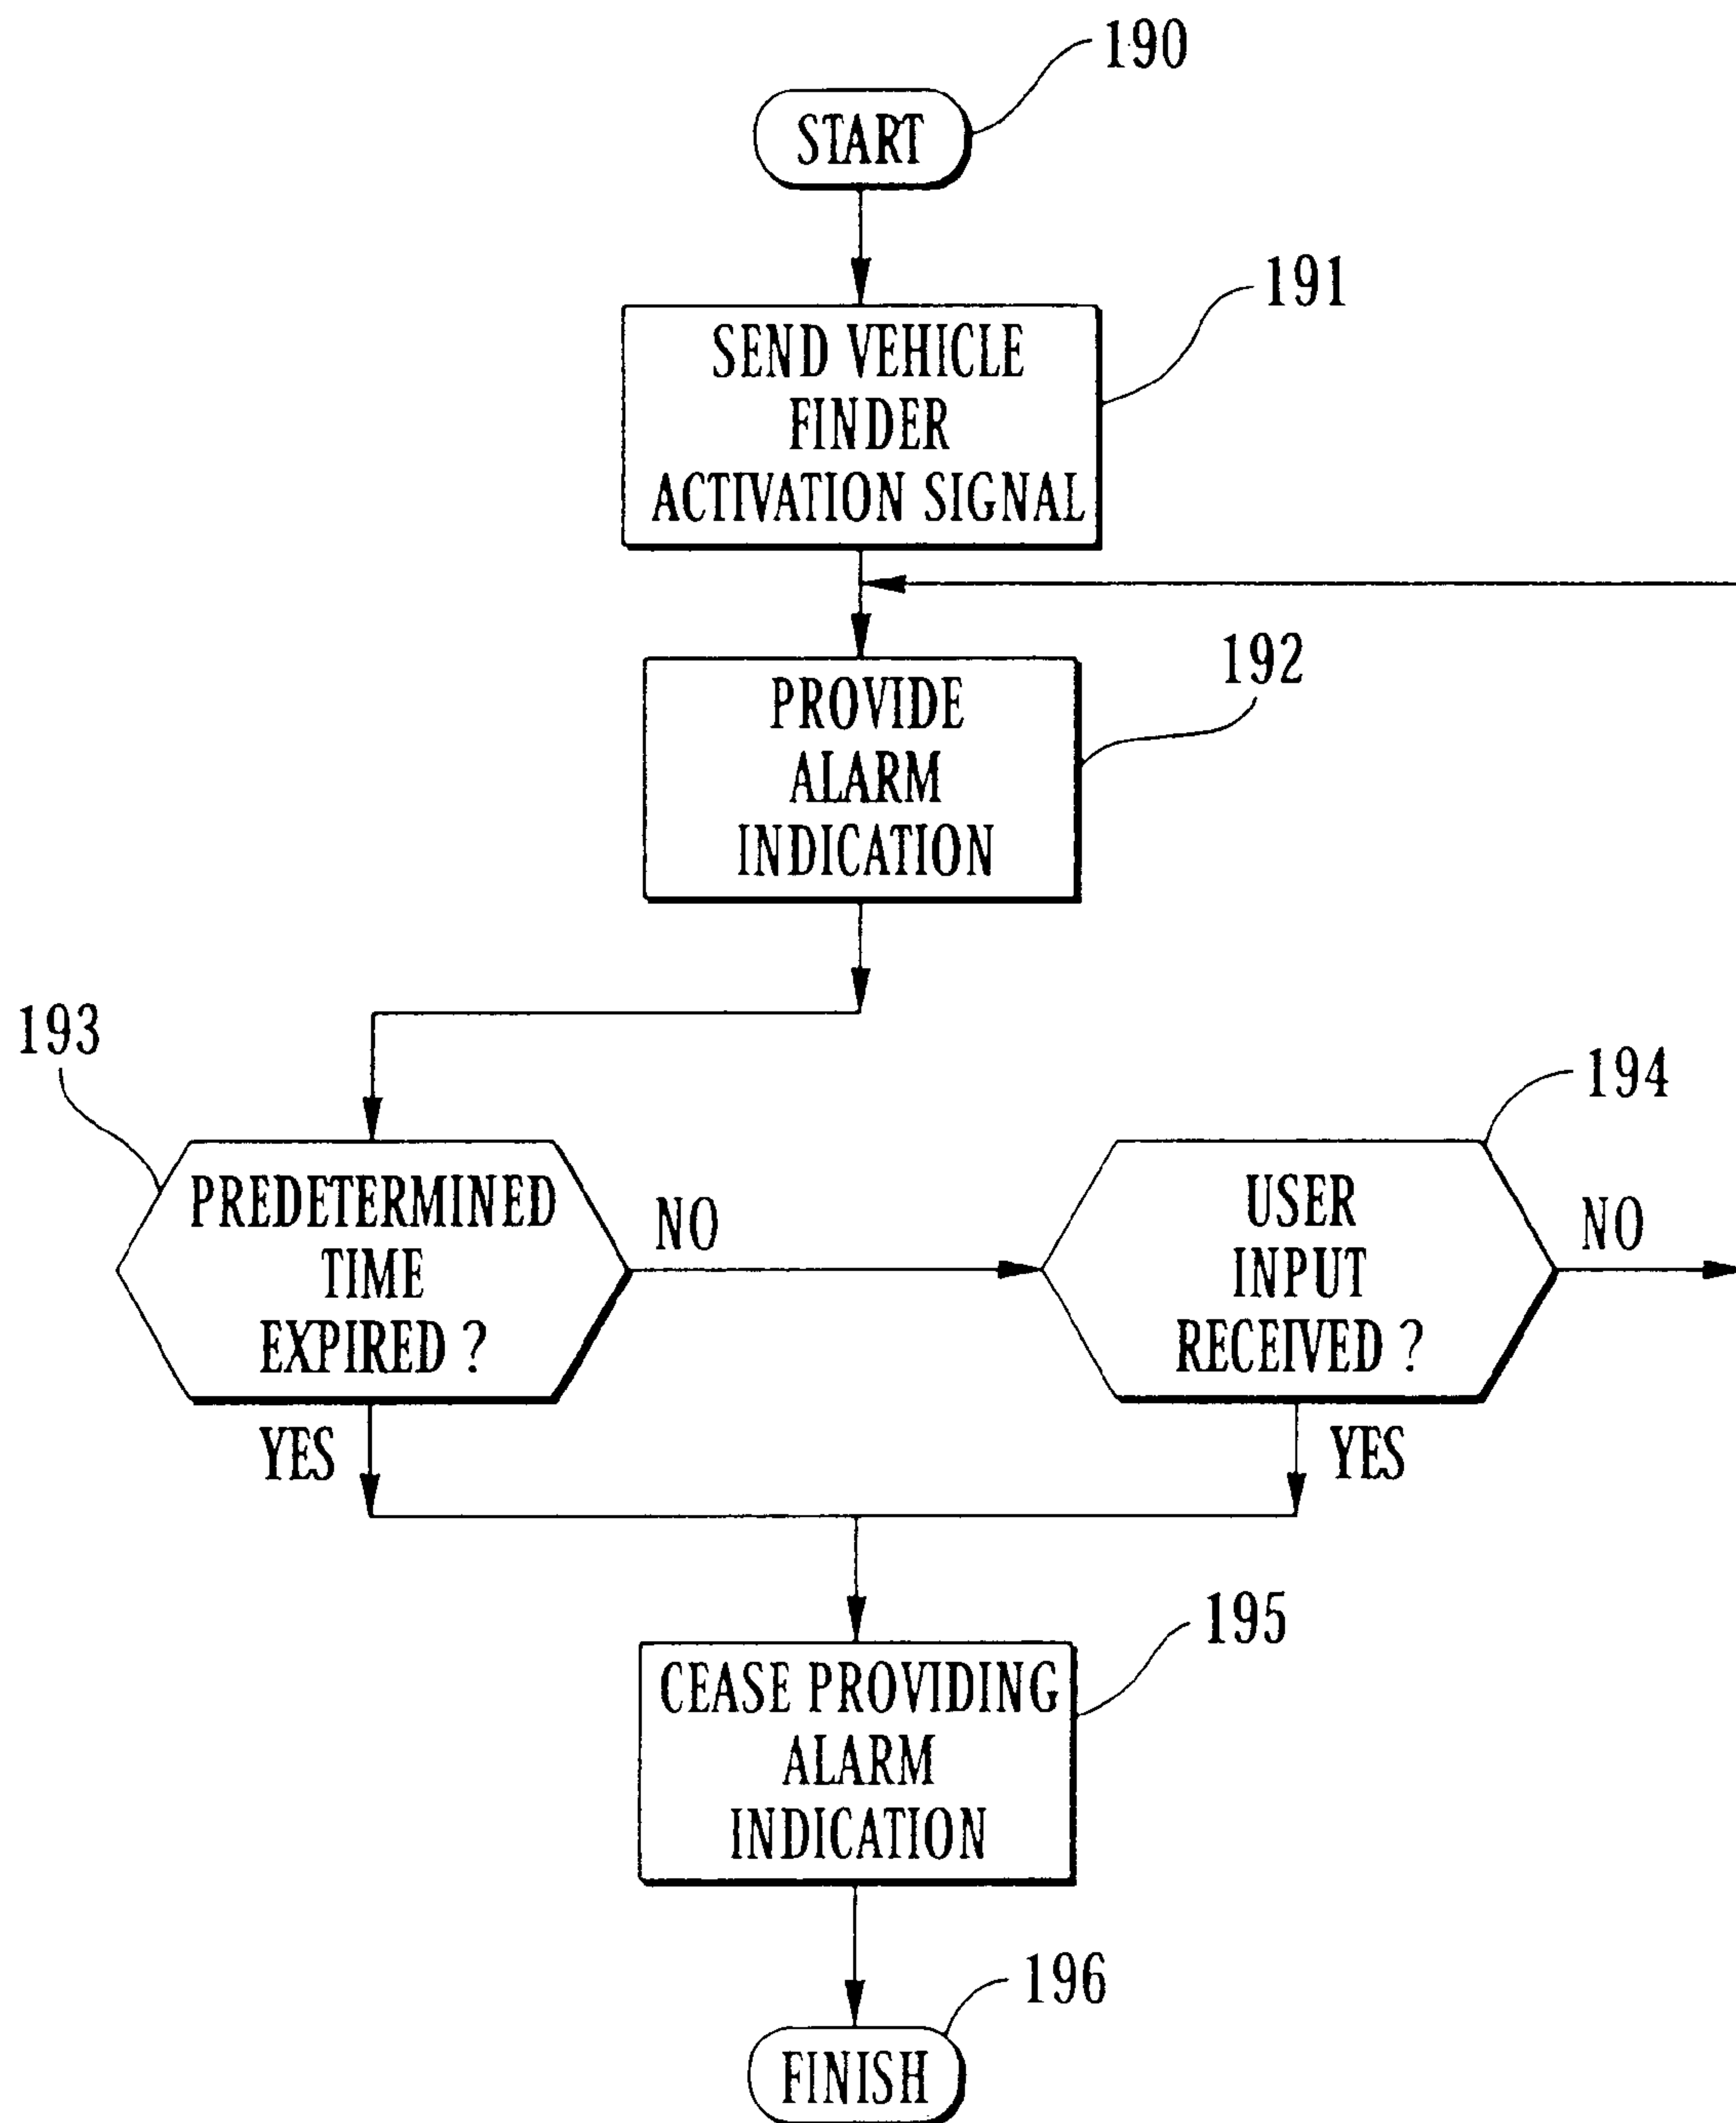 190
START
191
SEND VEHICLE
FINDER
ACTIVATION SIGNAL
192
PROVIDE
ALARM
INDICATION
193
PREDETERMINED
TIME
EXPIRED ?
NO
194
USER
INPUT
RECEIVED ?
NO
YES
YES
195
CEASE PROVIDING
ALARM
INDICATION
196
FINISH